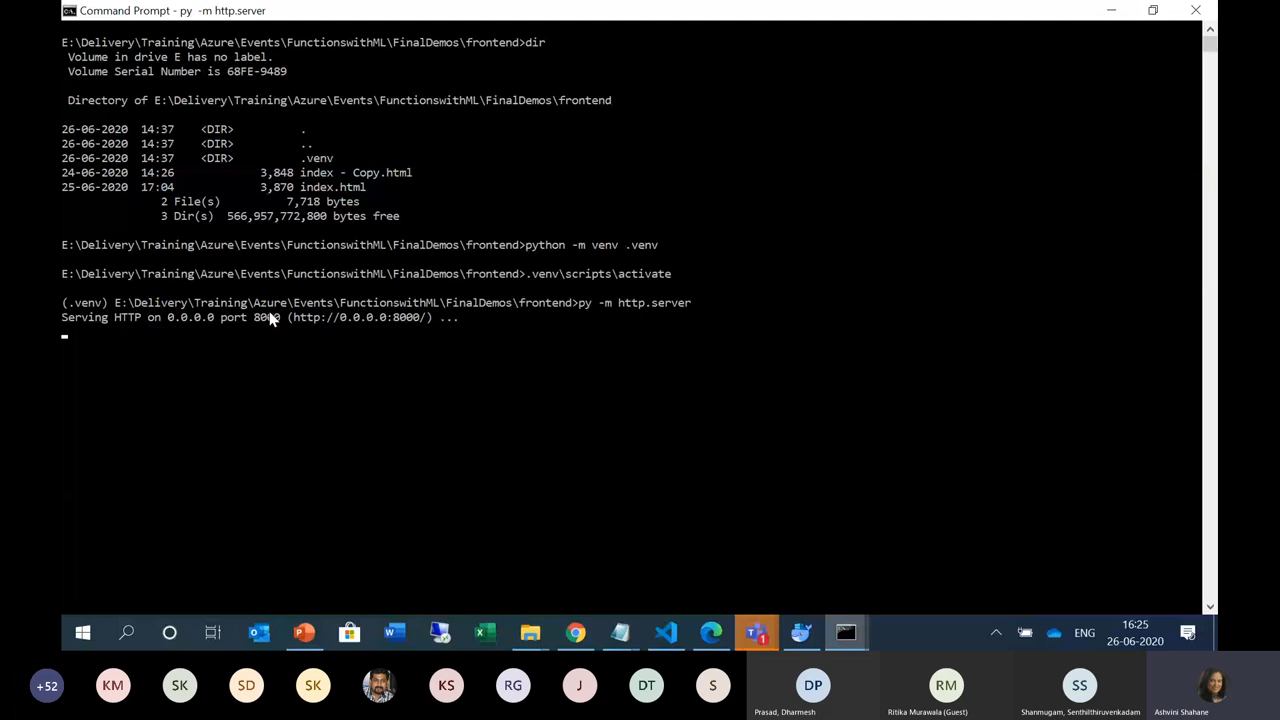 Command Prompt - py -m http.server
E:\Delivery\Training\Azure\Events\FunctionswithML\FinalDemos\frontend>dir
Volume in drive E has no label.
Volume Serial Number is 68FE-9489
Directory of E:\Delivery\Training\Azure\Events\FunctionswithML\FinalDemos\frontend
26-06-2020 14:37 <DIR> .
26-06-2020 14:37 <DIR> ..
26-06-2020 14:37 <DIR> .venv
24-06-2020 14:26 3,848 index - Copy.html
25-06-2020 17:04 3,870 index.html
2 File(s) 7,718 bytes
3 Dir(s) 566,957,772,800 bytes free
E:\Delivery\Training\Azure\Events\FunctionswithML\FinalDemos\frontend>python -m venv .venv
E:\Delivery\Training\Azure\Events\FunctionswithML\FinalDemos\frontend>.venv\scripts\activate
(.venv) E:\Delivery\Training\Azure\Events\FunctionswithML\FinalDemos\frontend>py -m http.server
Serving HTTP on 0.0.0.0 port 8000 (http://0.0.0.0:8000/) ...
ENG
16:25
26-06-2020
+52 KM SK SD SK KS RG J DT S DP RM SS
Prasad, Dharmesh
Ritika Murawala (Guest)
Shanmugam, Senthilthiruvenkadam
Ashvini Shahane